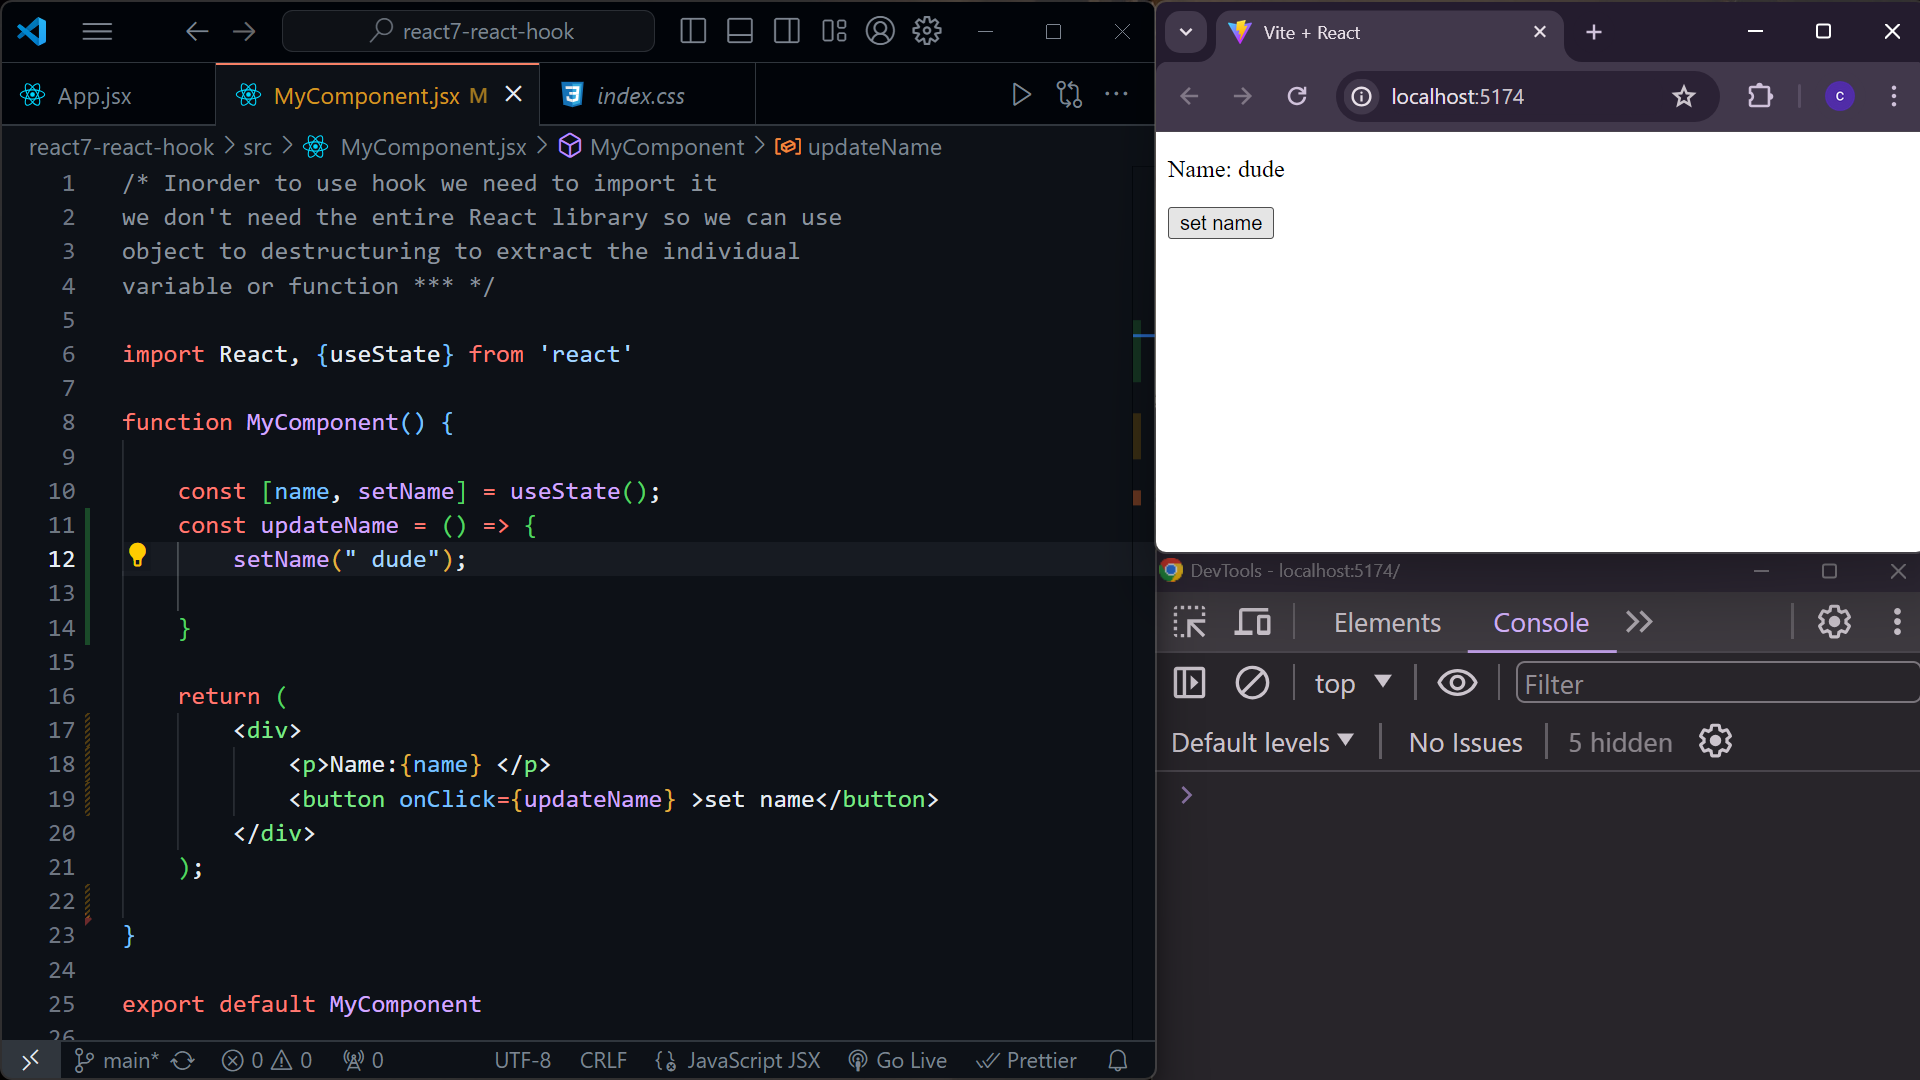 react7-react-hook
App.jsx
MyComponent.jsx M
index.css
react7-react-hook > src > MyComponent.jsx > MyComponent > updateName
1 /* Inorder to use hook we need to import it
2 we don't need the entire React library so we can use
3 object to destructuring to extract the individual
4 variable or function *** */
5
6 import React, {useState} from 'react'
7
8 function MyComponent() {
9
10 const [name, setName] = useState();
11 const updateName = () => {
12 setName(" dude");
13
14 }
15
16 return (
17 <div>
18 <p>Name:{name} </p>
19 <button onClick={updateName} >set name</button>
20 </div>
21 );
22
23 }
24
25 export default MyComponent
26
main* 0 0 0 UTF-8 CRLF JavaScript JSX Go Live Prettier
Vite + React
localhost:5174
c
Name: dude
set name
DevTools - localhost:5174/
Elements Console
top Filter
Default levels No Issues 5 hidden